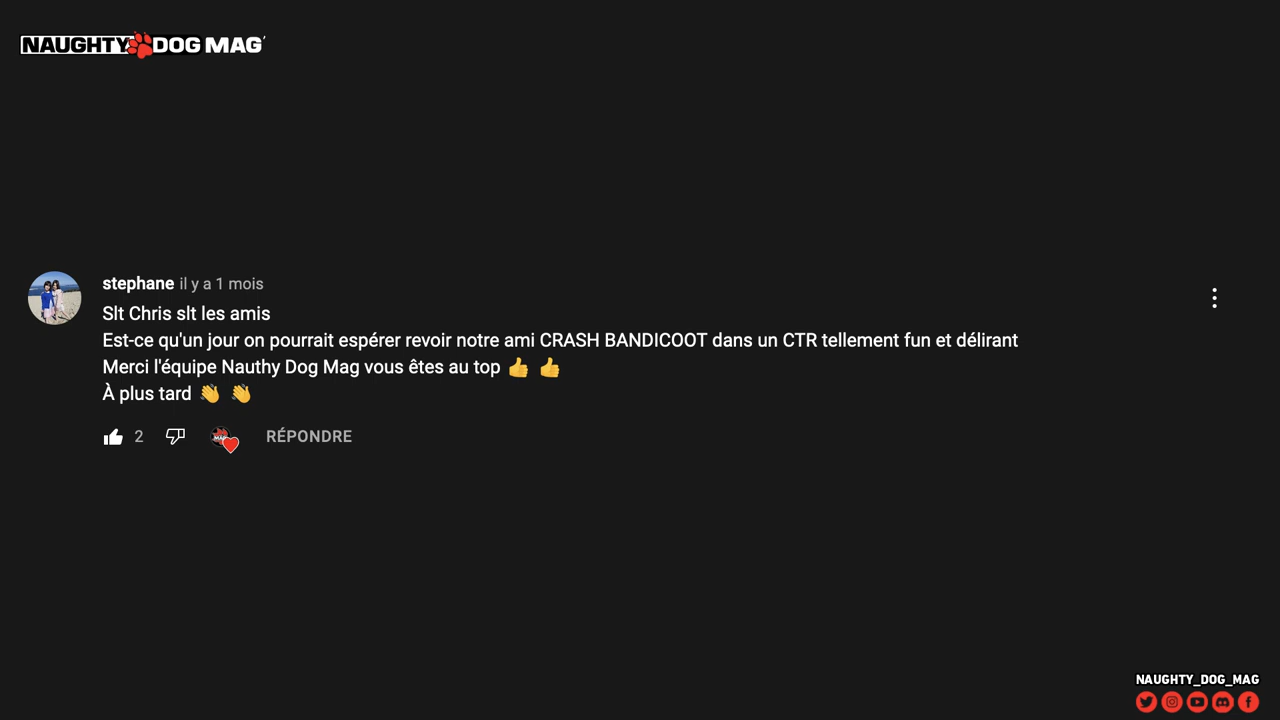 NAUGHTY DOG MAG'
stephane il y a 1 mois
Slt Chris slt les amis
Est-ce qu'un jour on pourrait espérer revoir notre ami CRASH BANDICOOT dans un CTR tellement fun et délirant
Merci l'équipe Nauthy Dog Mag vous êtes au top 👍 👍
À plus tard 👋 👋
2 RÉPONDRE
NAUGHTY_DOG_MAG